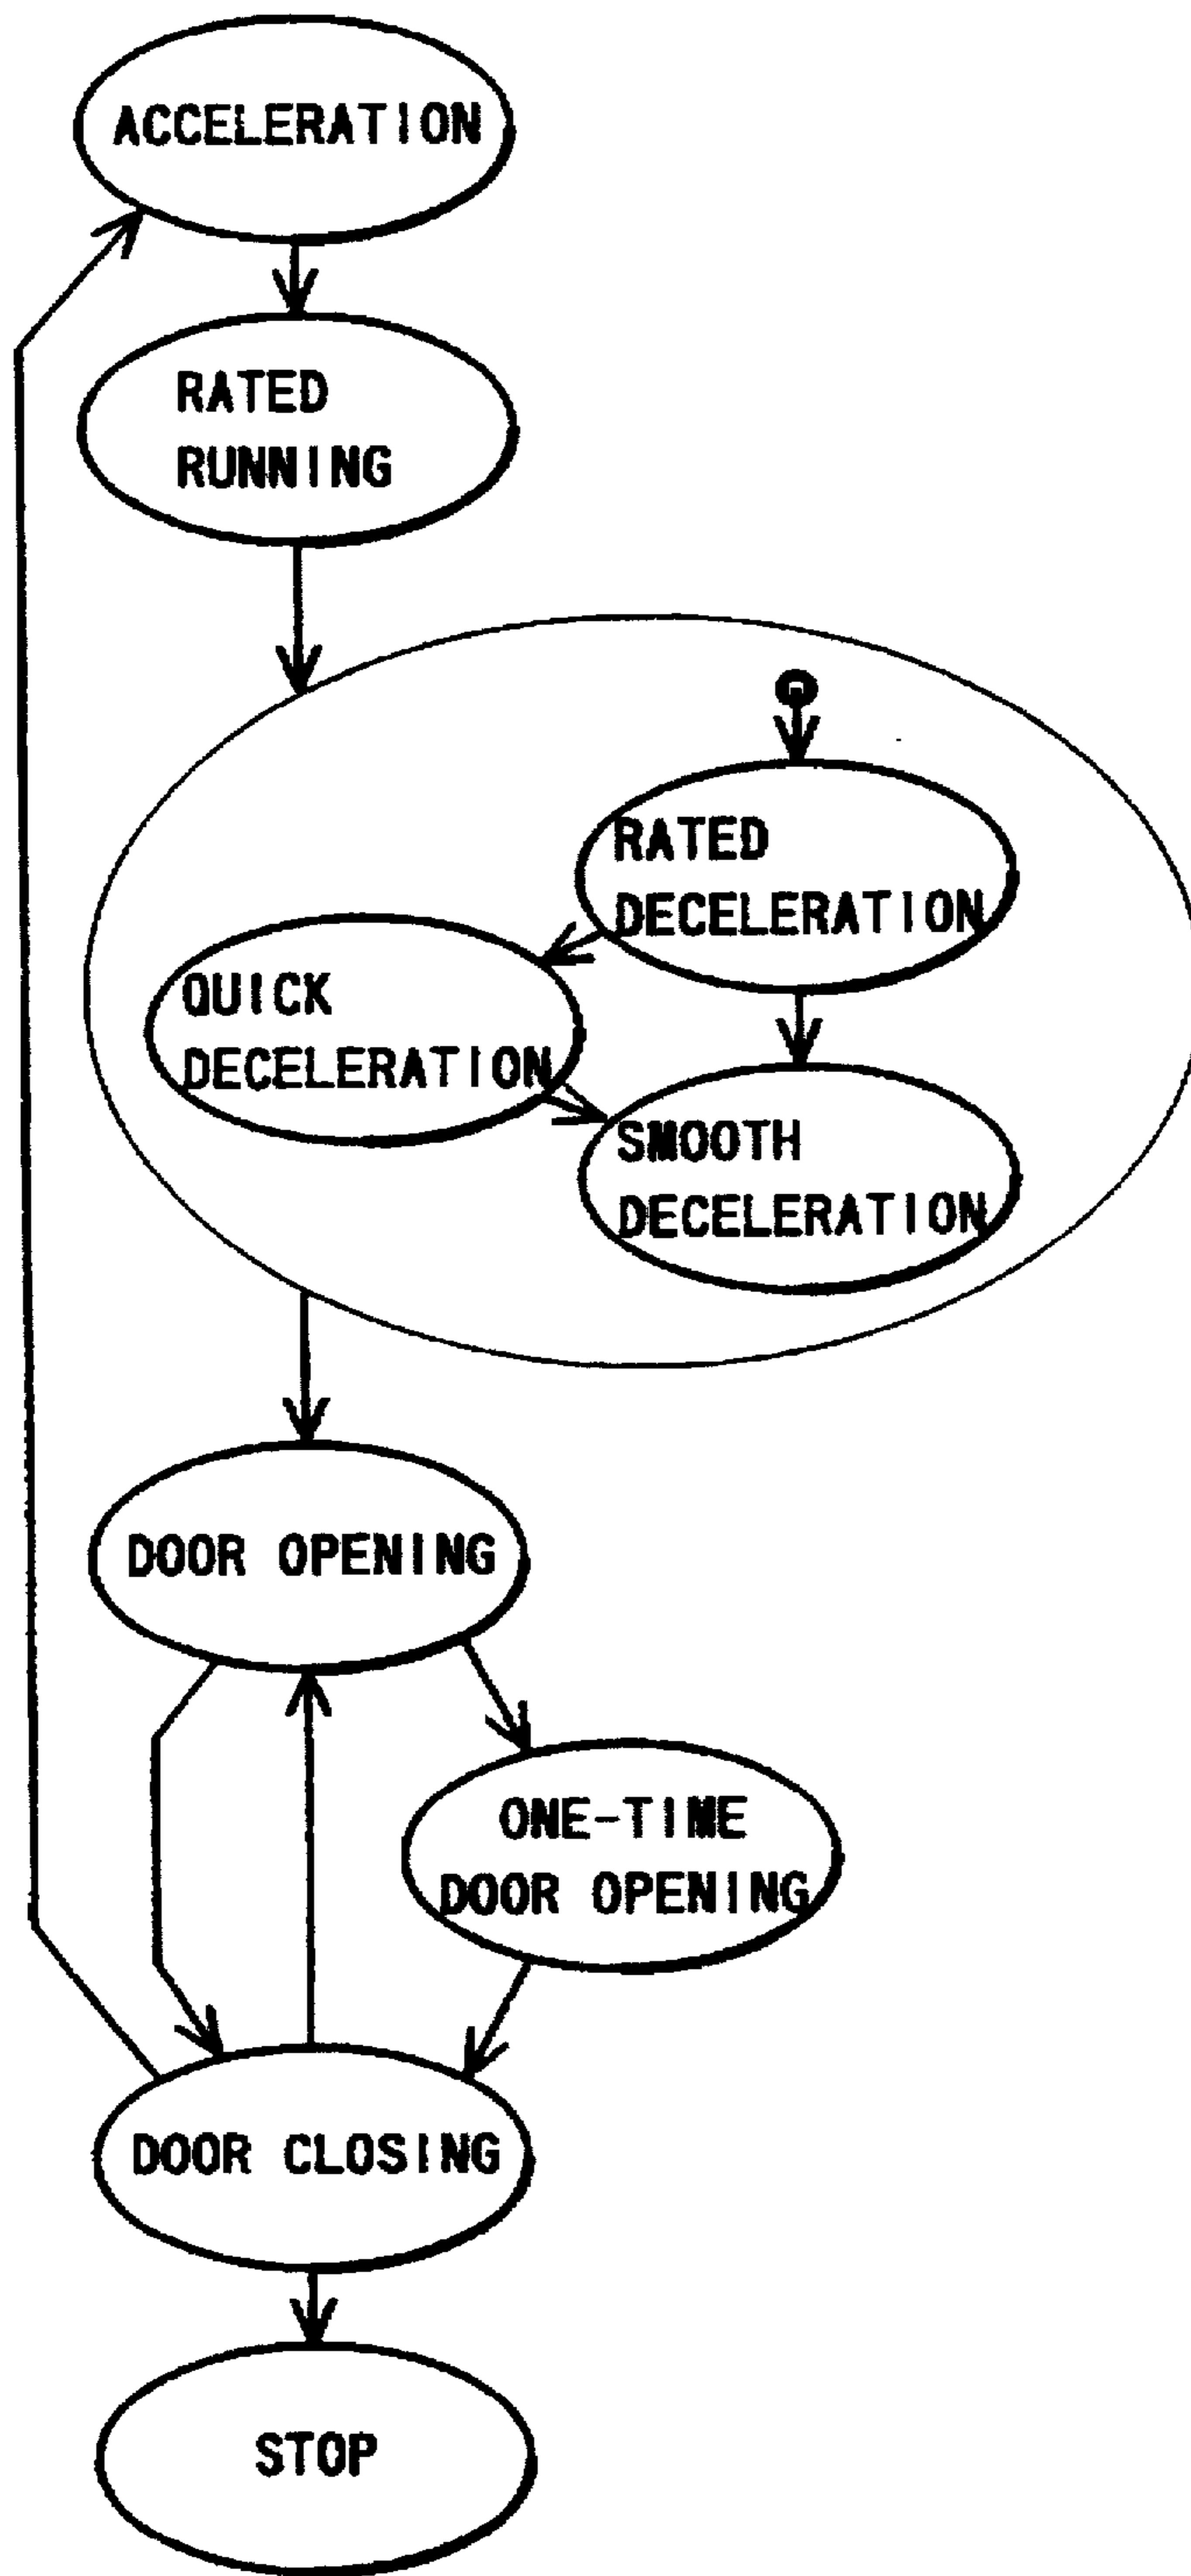 ACCELERATION
RATED
RUNNING
RATED
DECELERATION
QUICK
DECELERATION
SMOOTH
DECELERATION
DOOR OPENING
ONE-TIME
DOOR OPENING
DOOR CLOSING
STOP